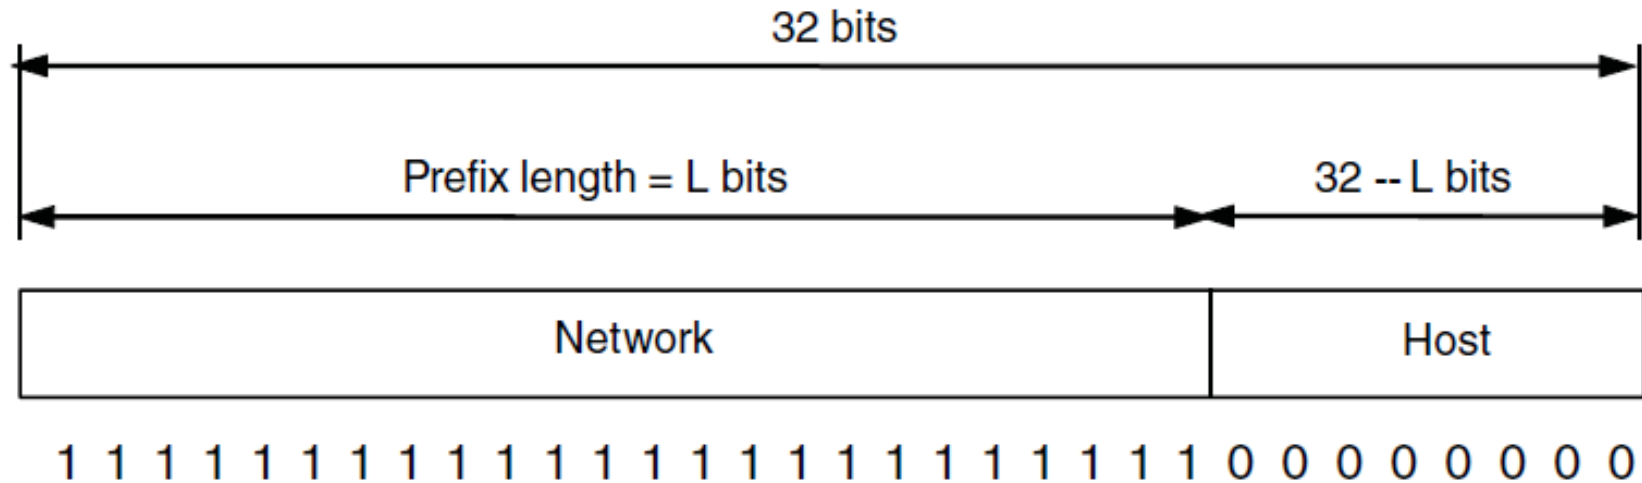 32 bits
Prefix length = L bits 32 -- L bits
Network Host
1 1 1 1 1 1 1 1 1 1 1 1 1 1 1 1 1 1 1 1 1 1 1 1 0 0 0 0 0 0 0 0